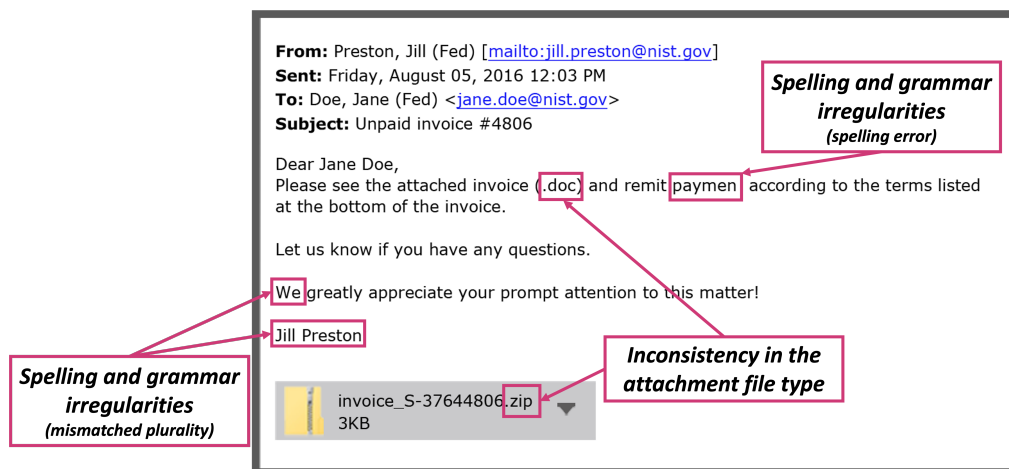 From: Preston, Jill (Fed) [mailto:jill.preston@nist.gov]
Sent: Friday, August 05, 2016 12:03 PM
To: Doe, Jane (Fed) <jane.doe@nist.gov>
Subject: Unpaid invoice #4806
Spelling and grammar
irregularities
(spelling error)
Dear Jane Doe,
Please see the attached invoice (.doc) and remit paymen according to the terms listed
at the bottom of the invoice.
Let us know if you have any questions.
We greatly appreciate your prompt attention to this matter!
Jill Preston
Spelling and grammar
irregularities
(mismatched plurality)
Inconsistency in the
attachment file type
invoice_S-37644806.zip
3KB